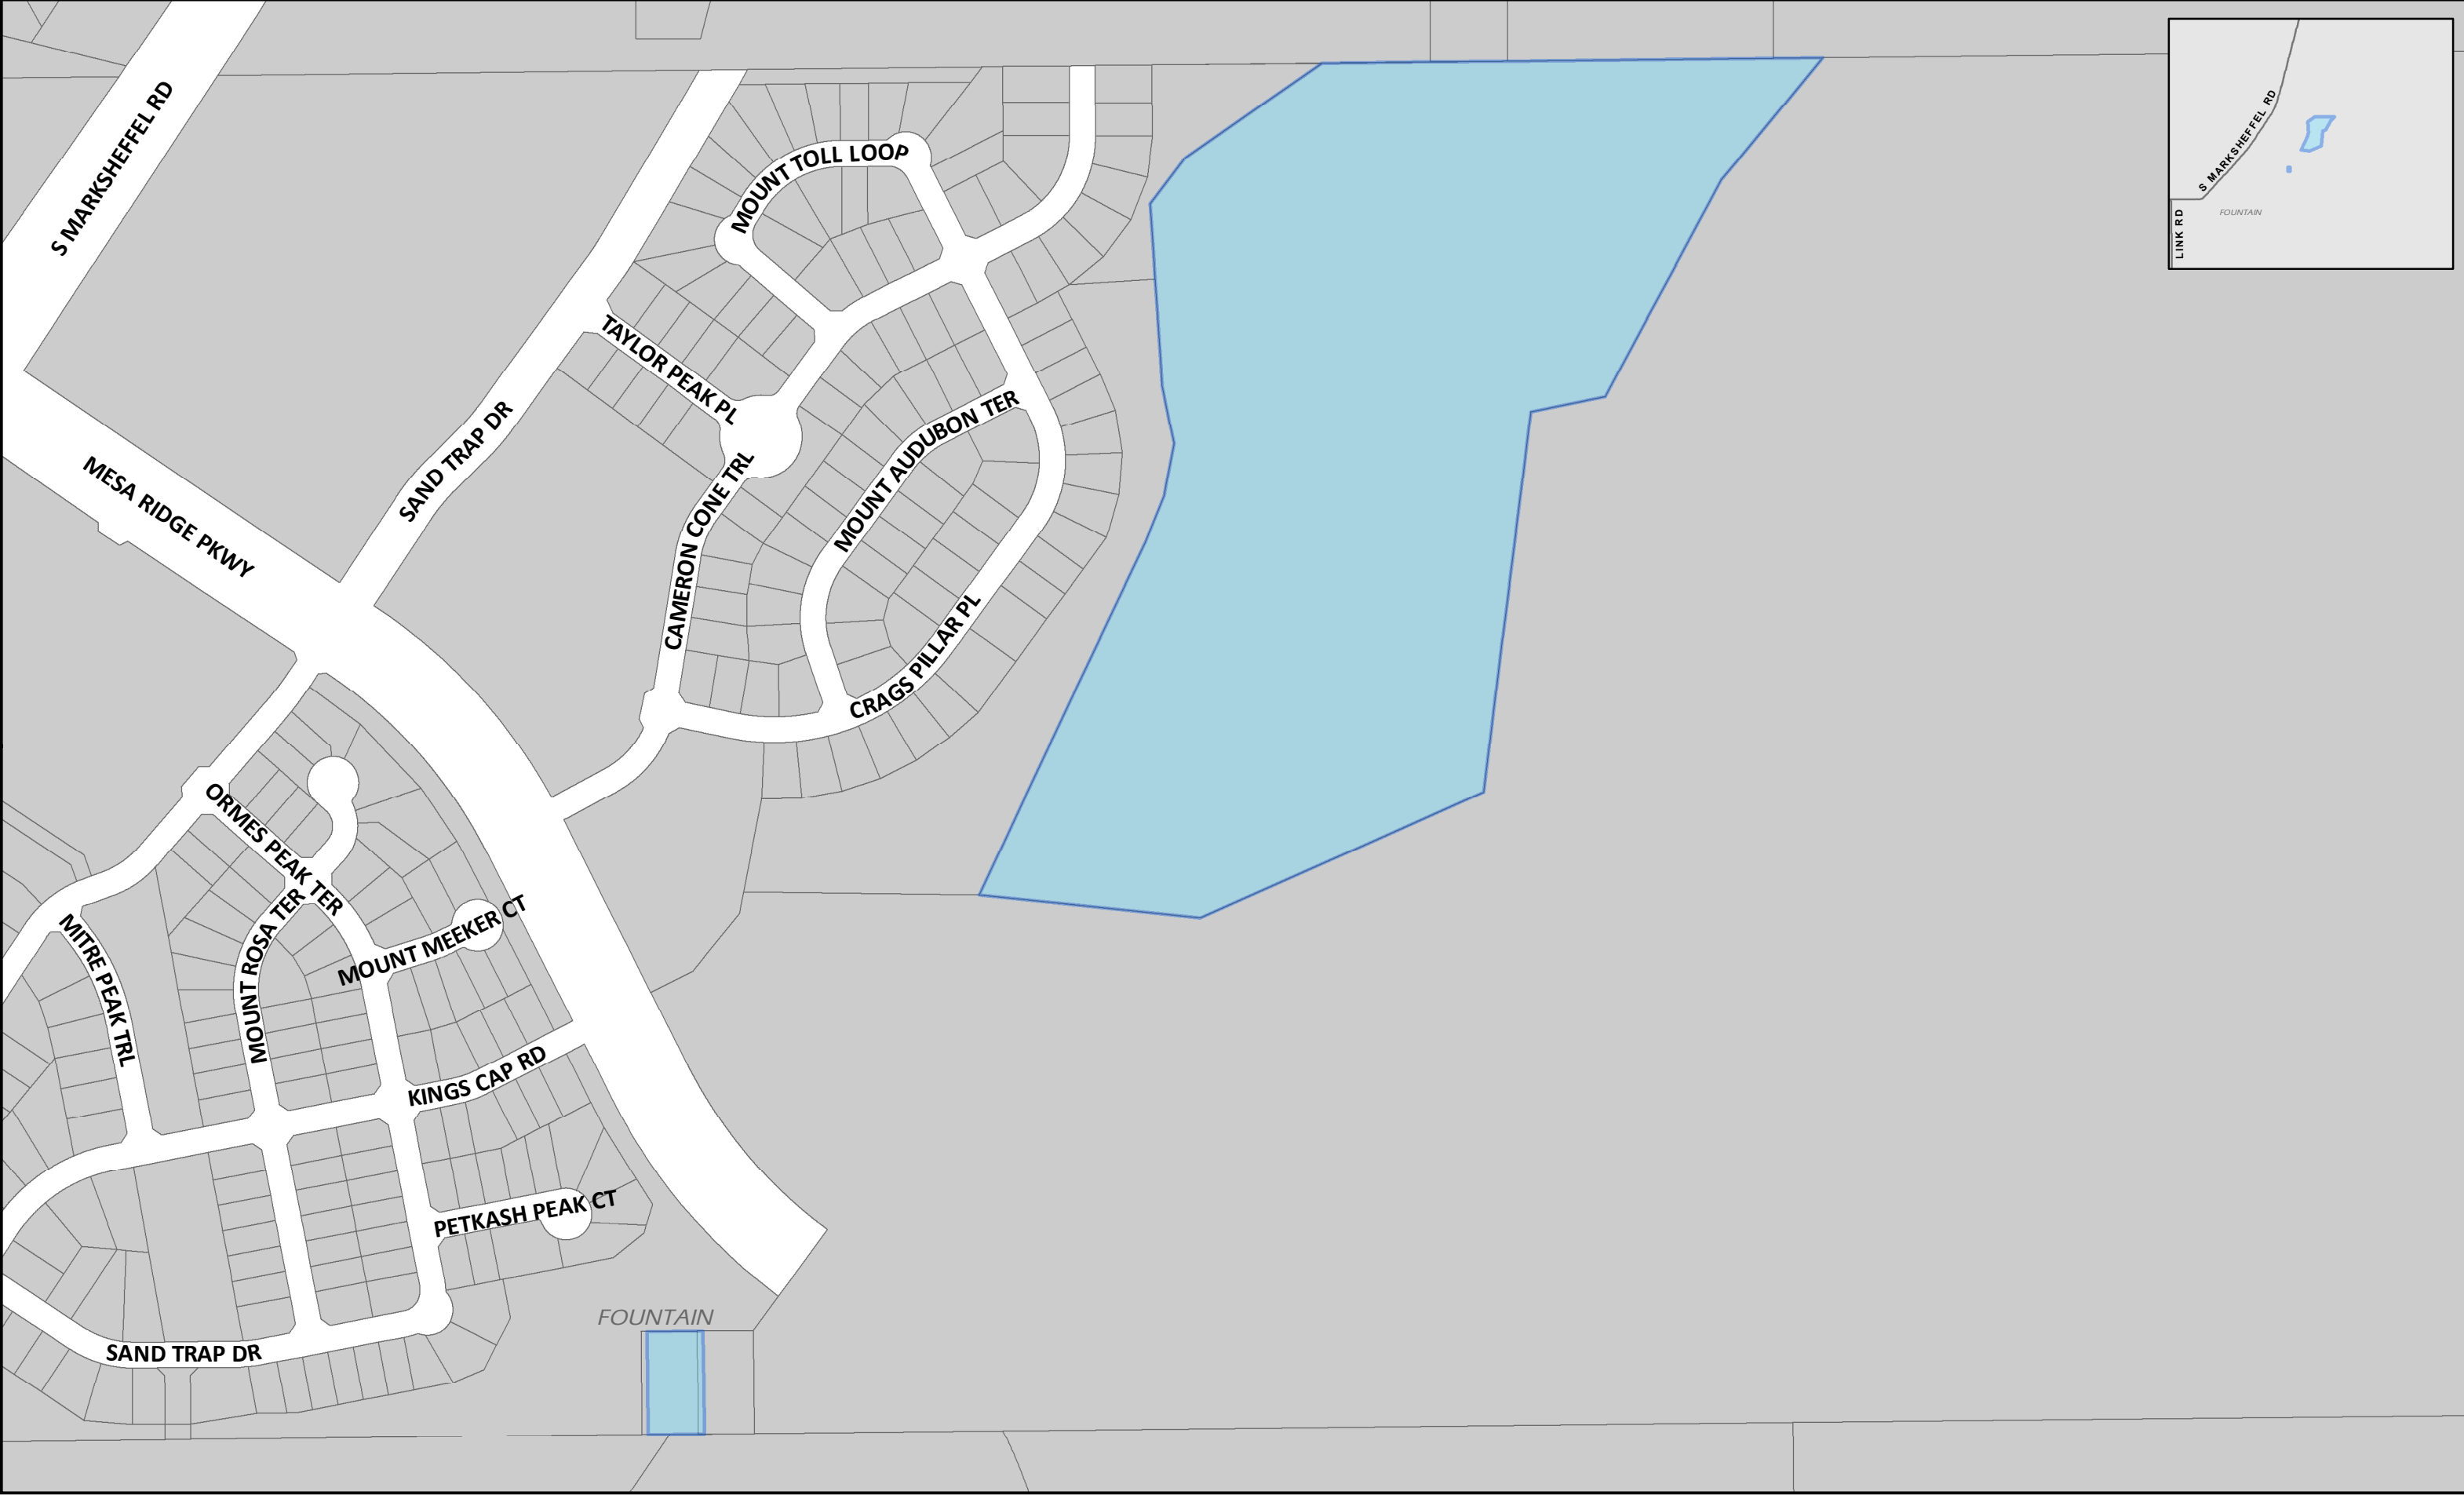 S MARKSHEFFEL RD
MOUNT TOLL LOOP
TAYLOR PEAK PL
SAND TRAP DR
MESA RIDGE PKWY
MOUNT AUDUBON TER
CAMERON CONE TRL
CRAGS PILLAR PL
ORMES PEAK TER
MOUNT ROSA TER
MITRE PEAK TRL
MOUNT MEEKER CT
KINGS CAP RD
PETKASH PEAK CT
FOUNTAIN
SAND TRAP DR
S MARKSHEFFEL RD
LINK RD
FOUNTAIN